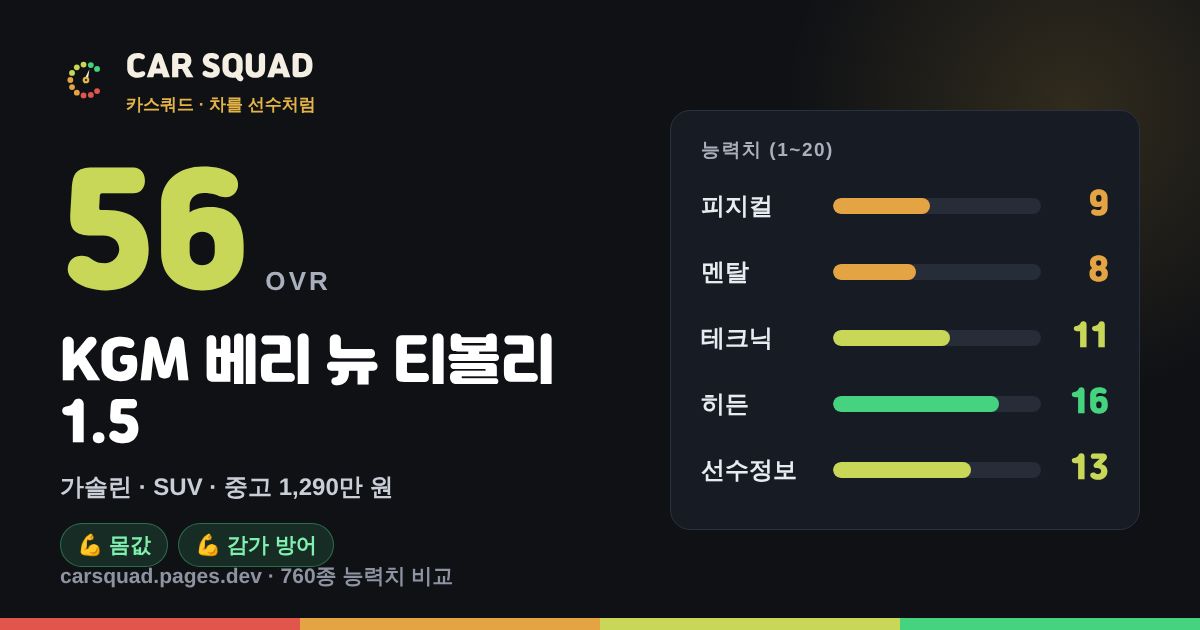 CAR SQUAD
카스쿼드 · 차를 선수처럼
56 OVR
KGM 베리 뉴 티볼리
1.5
가솔린 · SUV · 중고 1,290만 원
💪 몸값 💪 감가 방어
carsquad.pages.dev · 760종 능력치 비교
능력치 (1~20)
피지컬 9
멘탈 8
테크닉 11
히든 16
선수정보 13